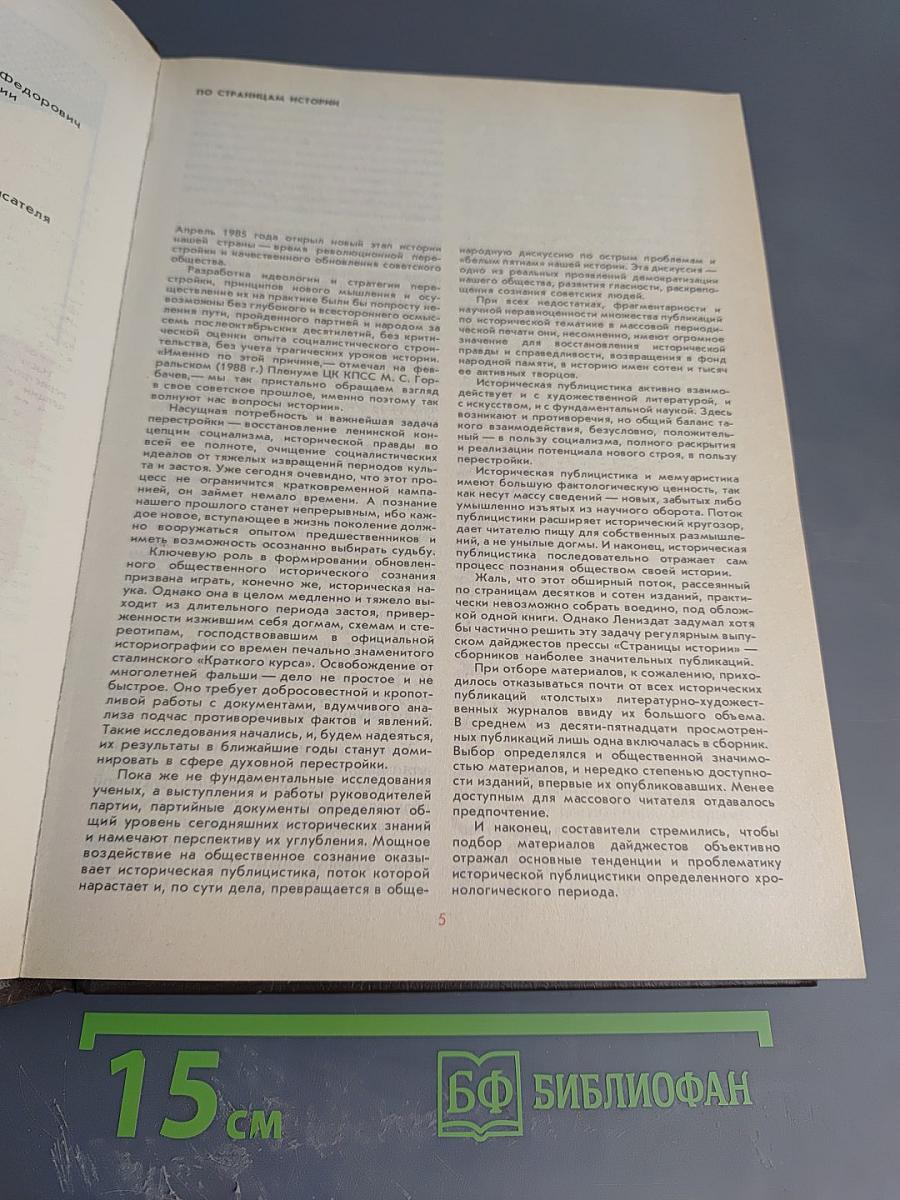 Федорович
ии
сателя
ПО СТРАНИЦАМ ИСТОРИИ
Апрель 1985 года открыл новый этап истории
нашей страны — время революционной пере-
стройки и качественного обновления советского
общества.
Разработка идеологии и стратегии пере-
стройки, принципов нового мышления и осу-
ществление их на практике были бы попросту не-
возможны без глубокого и всестороннего осмыс-
ления пути, пройденного партией и народом за
семь послеоктябрьских десятилетий, без крити-
ческой оценки опыта социалистического строи-
тельства, без учета трагических уроков истории.
«Именно по этой причине,— отмечал на фев-
ральском (1988 г.) Пленуме ЦК КПСС М. С. Гор-
бачев,— мы так пристально обращаем взгляд
в свое советское прошлое, именно поэтому так
волнуют нас вопросы истории».
Насущная потребность и важнейшая задача
перестройки — восстановление ленинской кон-
цепции социализма, исторической правды во
всей ее полноте, очищение социалистических
идеалов от тяжелых извращений периодов куль-
та и застоя. Уже сегодня очевидно, что этот про-
цесс не ограничится кратковременной кампа-
нией, он займет немало времени. А познание
нашего прошлого станет непрерывным, ибо каж-
дое новое, вступающее в жизнь поколение долж-
но вооружаться опытом предшественников и
иметь возможность осознанно выбирать судьбу.
Ключевую роль в формировании обновлен-
ного общественного исторического сознания
призвана играть, конечно же, историческая на-
ука. Однако она в целом медленно и тяжело вы-
ходит из длительного периода застоя, привер-
женности изжившим себя догмам, схемам и сте-
реотипам, господствовавшим в официальной
историографии со времен печально знаменитого
сталинского «Краткого курса». Освобождение от
многолетней фальши — дело не простое и не
быстрое. Оно требует добросовестной и кропот-
ливой работы с документами, вдумчивого ана-
лиза подчас противоречивых фактов и явлений.
Такие исследования начались, и, будем надеяться,
их результаты в ближайшие годы станут доми-
нировать в сфере духовной перестройки.
Пока же не фундаментальные исследования
ученых, а выступления и работы руководителей
партии, партийные документы определяют об-
щий уровень сегодняшних исторических знаний
и намечают перспективу их углубления. Мощное
воздействие на общественное сознание оказы-
вает историческая публицистика, поток которой
нарастает и, по сути дела, превращается в обще-
народную дискуссию по острым проблемам и
«белым пятнам» нашей истории. Эта дискуссия —
одно из реальных проявлений демократизации
нашего общества, развития гласности, раскрепо-
щения сознания советских людей.
При всех недостатках, фрагментарности и
научной неравноценности множества публикаций
по исторической тематике в массовой периоди-
ческой печати они, несомненно, имеют огромное
значение для восстановления исторической
правды и справедливости, возвращения в фонд
народной памяти, в историю имен сотен и тысяч
ее активных творцов.
Историческая публицистика активно взаимо-
действует и с художественной литературой, и
с искусством, и с фундаментальной наукой. Здесь
возникают и противоречия, но общий баланс та-
кого взаимодействия, безусловно, положитель-
ный — в пользу социализма, полного раскрытия
и реализации потенциала нового строя, в пользу
перестройки.
Историческая публицистика и мемуаристика
имеют большую фактологическую ценность, так
как несут массу сведений — новых, забытых либо
умышленно изъятых из научного оборота. Поток
публицистики расширяет исторический кругозор,
дает читателю пищу для собственных размышле-
ний, а не унылые догмы. И наконец, историческая
публицистика последовательно отражает сам
процесс познания обществом своей истории.
Жаль, что этот обширный поток, рассеянный
по страницам десятков и сотен изданий, практи-
чески невозможно собрать воедино, под облож-
кой одной книги. Однако Лениздат задумал хотя
бы частично решить эту задачу регулярным выпу-
ском дайджестов прессы «Страницы истории» —
сборников наиболее значительных публикаций.
При отборе материалов, к сожалению, прихо-
дилось отказываться почти от всех исторических
публикаций «толстых» литературно-художест-
венных журналов ввиду их большого объема.
В среднем из десяти-пятнадцати просмотрен-
ных публикаций лишь одна включалась в сборник.
Выбор определялся и общественной значимо-
стью материалов, и нередко степенью доступно-
сти изданий, впервые их опубликовавших. Менее
доступным для массового читателя отдавалось
предпочтение.
И наконец, составители стремились, чтобы
подбор материалов дайджестов объективно
отражал основные тенденции и проблематику
исторической публицистики определенного хро-
нологического периода.
5
15 см
БФ БИБЛИОФАН